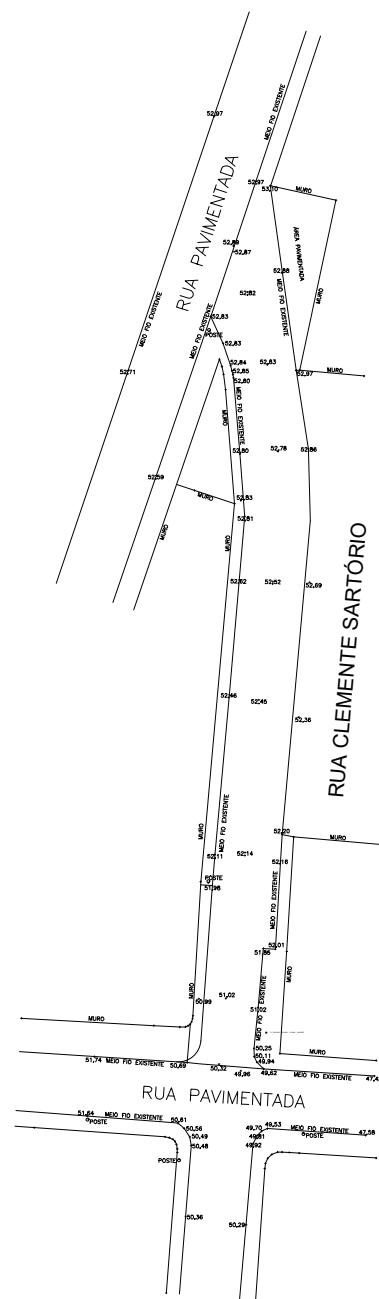 52,97
MEIO FIO EXISTENTE
52,97
53,10
MURO
RUA PAVIMENTADA
52,89
52,87
ÁREA PAVIMENTADA
52,88
52,82
MURO
MEIO FIO EXISTENTE
MEIO FIO EXISTENTE
52,83
MEIO FIO EXISTENTE
POSTE
52,83
52,84
52,83
52,85
52,71
52,80
52,97
MEIO FIO EXISTENTE
MURO
MURO
52,80
52,78
52,86
52,59
MURO
52,83
MURO
52,81
MURO
52,62
52,52
52,69
RUA CLEMENTE SARTÓRIO
52,46
52,45
52,36
52,20
MURO
MEIO FIO EXISTENTE
52,11
52,14
52,16
MURO
POSTE
51,98
MEIO FIO EXISTENTE
52,01
51,85
MURO
MURO
50,99
51,02
51,02
MEIO FIO EXISTENTE
MURO
50,25
50,11
MURO
51,74
MEIO FIO EXISTENTE
50,69
50,32
49,94
49,96
49,62
MEIO FIO EXISTENTE
RUA PAVIMENTADA
51,64
MEIO FIO EXISTENTE
50,61
POSTE
50,56
49,70
49,53
MEIO FIO EXISTENTE
50,49
49,81
POSTE
47,58
50,48
49,92
POSTE
50,36
50,29